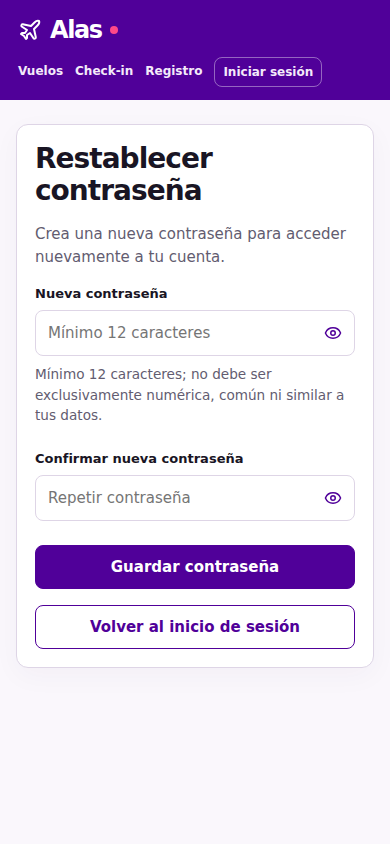 Alas
Vuelos Check-in Registro Iniciar sesión
Restablecer
contraseña
Crea una nueva contraseña para acceder
nuevamente a tu cuenta.
Nueva contraseña
Mínimo 12 caracteres
Mínimo 12 caracteres; no debe ser
exclusivamente numérica, común ni similar a
tus datos.
Confirmar nueva contraseña
Repetir contraseña
Guardar contraseña
Volver al inicio de sesión